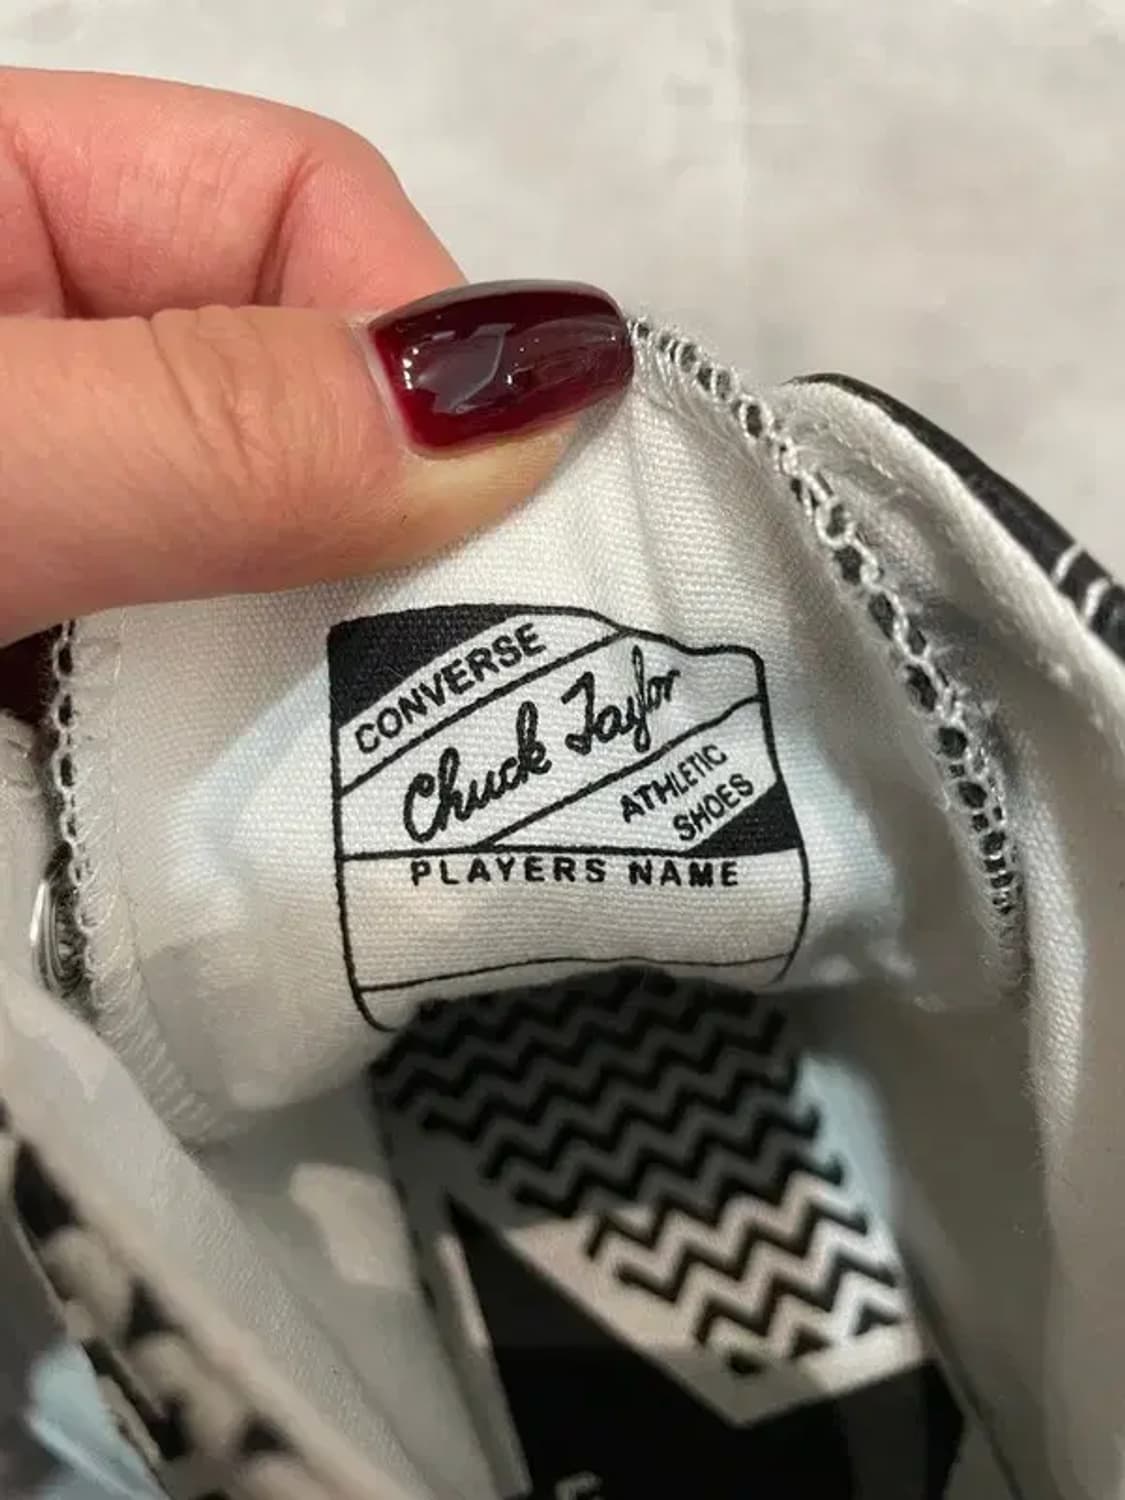 CONVERSE
Chuck Taylor
ATHLETIC
SHOES
PLAYERS NAME